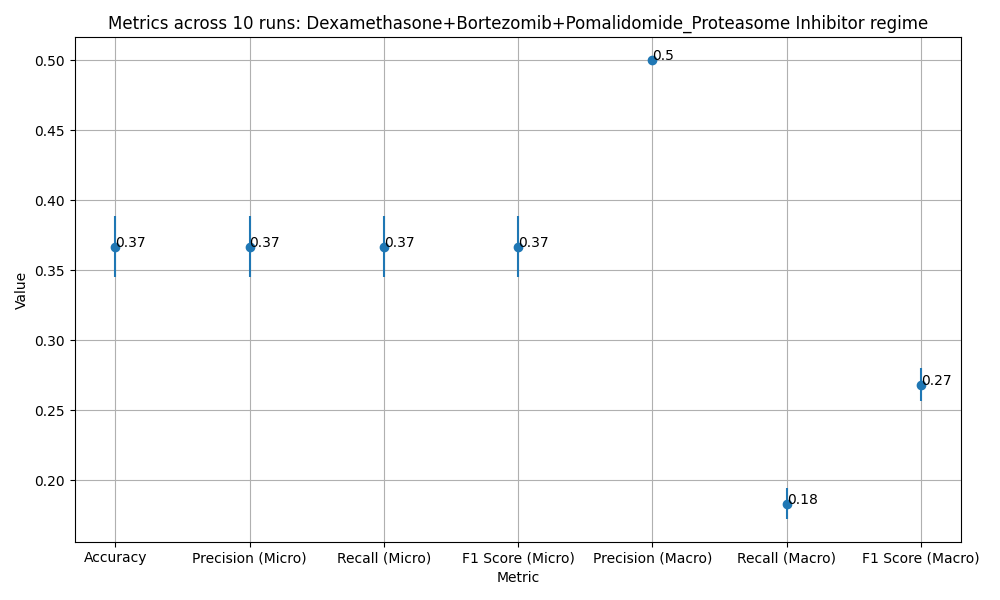 Metrics across 10 runs: Dexamethasone+Bortezomib+Pomalidomide_Proteasome Inhibitor regime
0.50
0.45
0.40
0.35
0.30
0.25
0.20
Value
0.37
0.37
0.37
0.37
0.5
0.18
0.27
Accuracy
Precision (Micro)
Recall (Micro)
F1 Score (Micro)
Precision (Macro)
Recall (Macro)
F1 Score (Macro)
Metric